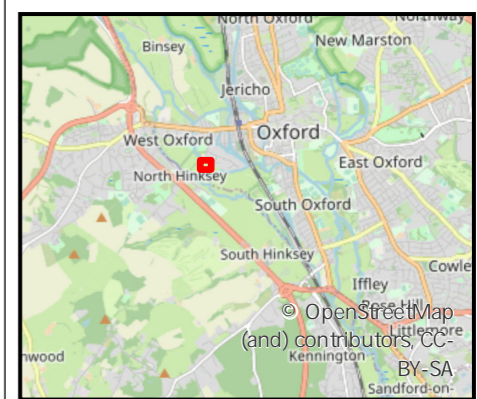 North Oxford
Northway
Binsey
New Marston
Jericho
West Oxford
Oxford
East Oxford
North Hinksey
South Oxford
South Hinksey
Cowle
Iffley
Rose Hill
© OpenStreetMap
(and) contributors, CC-
BY-SA
Littlemore
nwood
Kennington
Sandford-on-